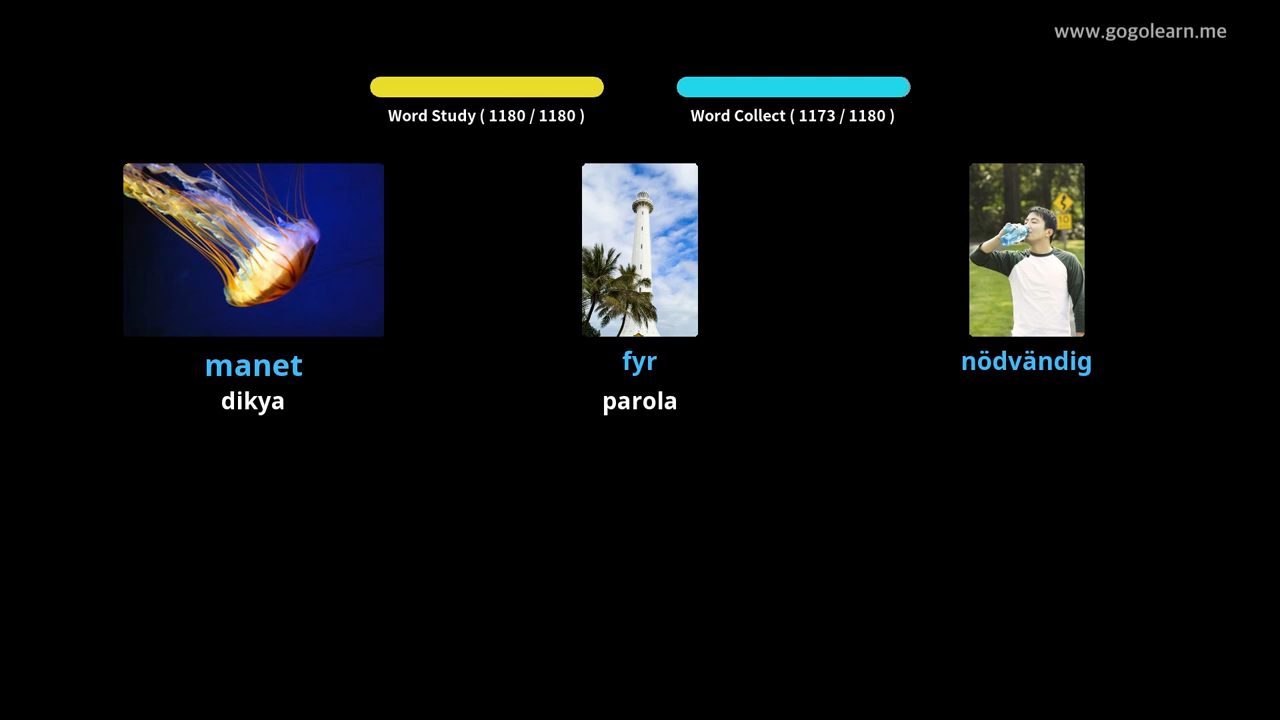 www.gogolearn.me
Word Study ( 1180 / 1180 )
Word Collect ( 1173 / 1180 )
manet
fyr
nödvändig
dikya
parola